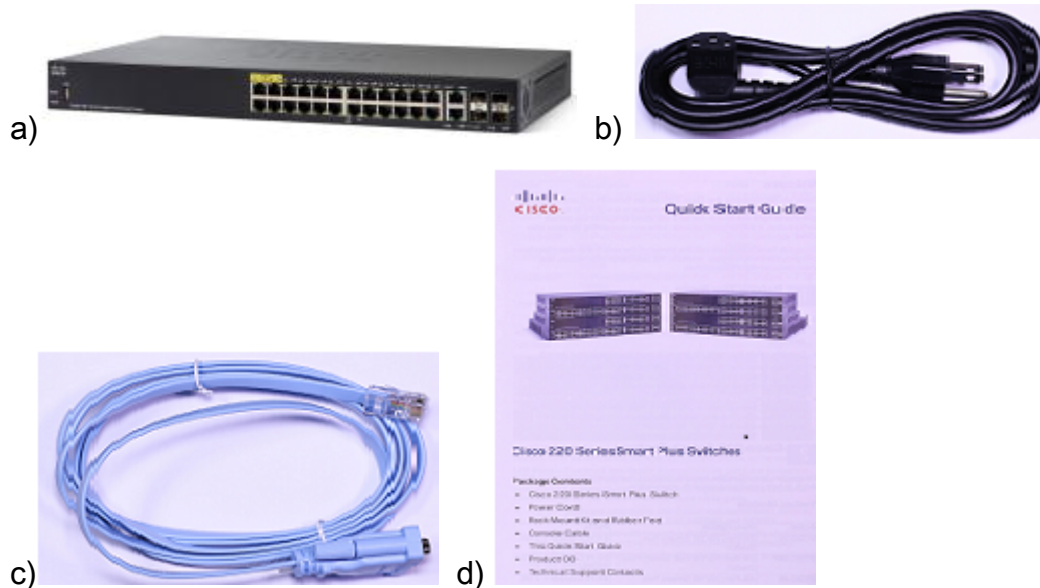 a)
b)
CISCO
Quick Start Guide
Cisco 220 Series Smart Plus Switches
Package Contents
- Cisco 220 Series Smart Plus Switch
- Power Cord
- Rack Mount Kit and Rubber Feet
- Console Cable
- This Quick Start Guide
- Product CD
- Technical Support Contacts
c)
d)